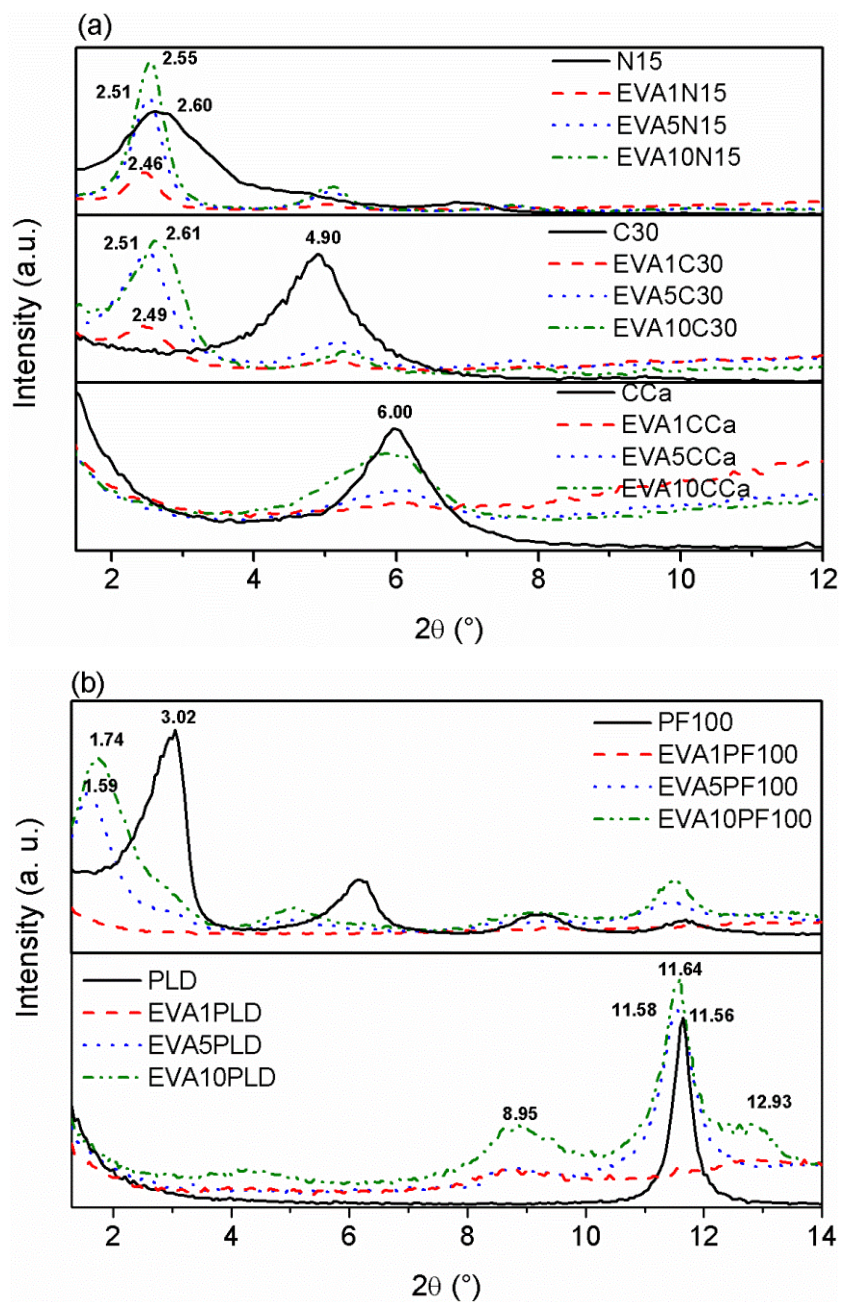 (a)
2.55
2.51
2.60
2.46
N15
EVA1N15
EVA5N15
EVA10N15
2.51
2.61
4.90
2.49
C30
EVA1C30
EVA5C30
EVA10C30
6.00
CCa
EVA1CCa
EVA5CCa
EVA10CCa
Intensity (a.u.)
2 4 6 8 10 12
2θ (°)
(b)
3.02
1.74
1.59
PF100
EVA1PF100
EVA5PF100
EVA10PF100
PLD
EVA1PLD
EVA5PLD
EVA10PLD
11.64
11.58
11.56
8.95
12.93
Intensity (a. u.)
2 4 6 8 10 12 14
2θ (°)